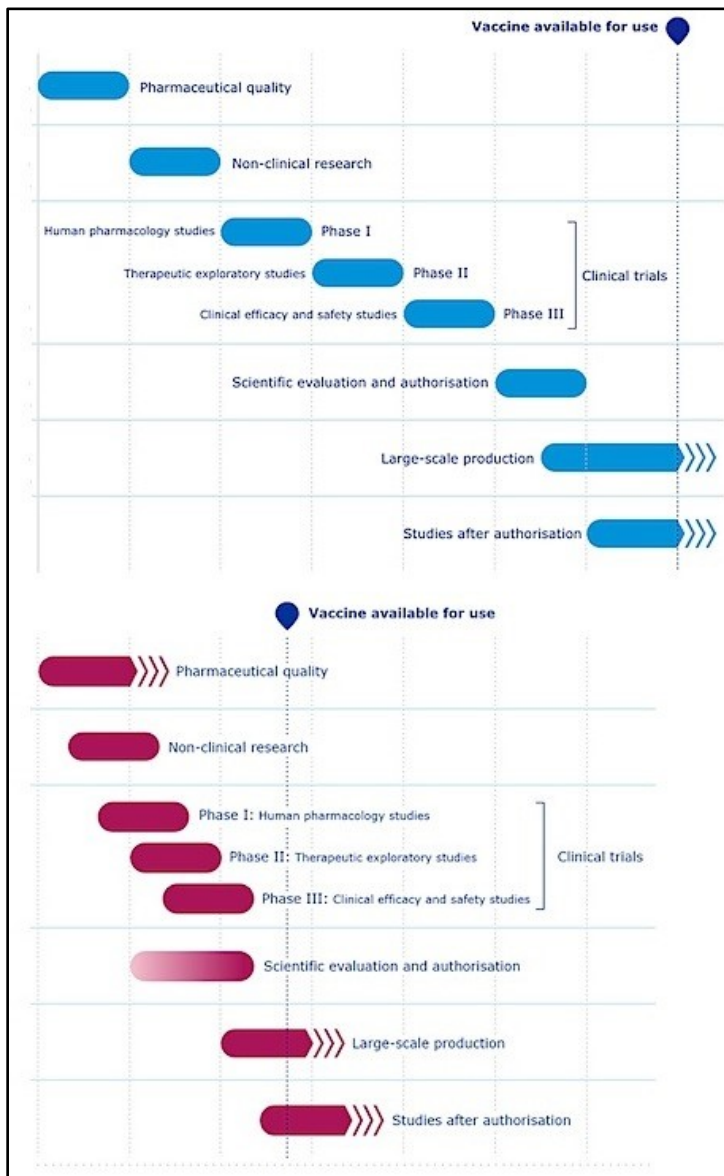 Vaccine available for use
Pharmaceutical quality
Non-clinical research
Human pharmacology studies Phase I
Therapeutic exploratory studies Phase II
Clinical trials
Clinical efficacy and safety studies Phase III
Scientific evaluation and authorisation
Large-scale production
Studies after authorisation
Vaccine available for use
Pharmaceutical quality
Non-clinical research
Phase I: Human pharmacology studies
Phase II: Therapeutic exploratory studies
Clinical trials
Phase III: Clinical efficacy and safety studies
Scientific evaluation and authorisation
Large-scale production
Studies after authorisation